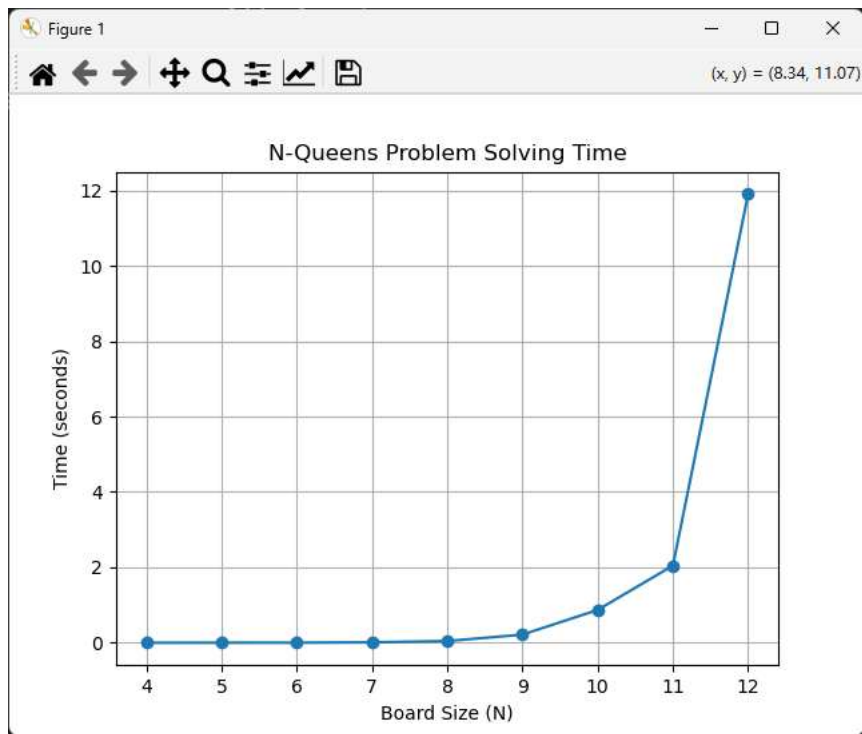 Figure 1
(x, y) = (8.34, 11.07)
N-Queens Problem Solving Time
12
10
8
6
4
2
0
Time (seconds)
4 5 6 7 8 9 10 11 12
Board Size (N)